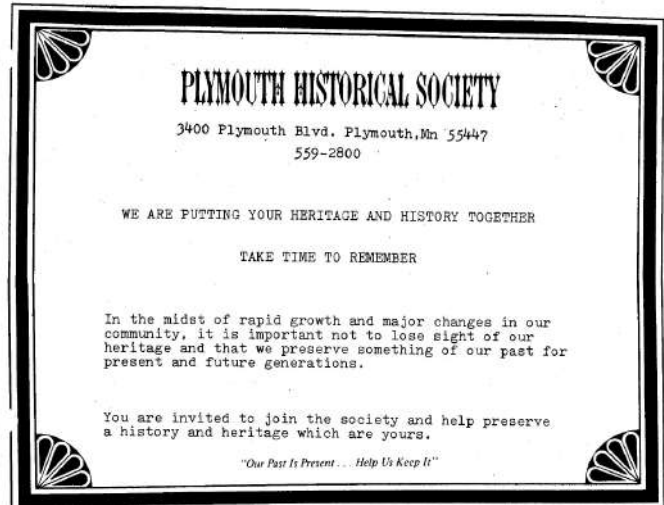 PLYMOUTH HISTORICAL SOCIETY
3400 Plymouth Blvd. Plymouth,Mn 55447
559-2800
WE ARE PUTTING YOUR HERITAGE AND HISTORY TOGETHER
TAKE TIME TO REMEMBER
In the midst of rapid growth and major changes in our
community, it is important not to lose sight of our
heritage and that we preserve something of our past for
present and future generations.
You are invited to join the society and help preserve
a history and heritage which are yours.
"Our Past Is Present . . . Help Us Keep It"